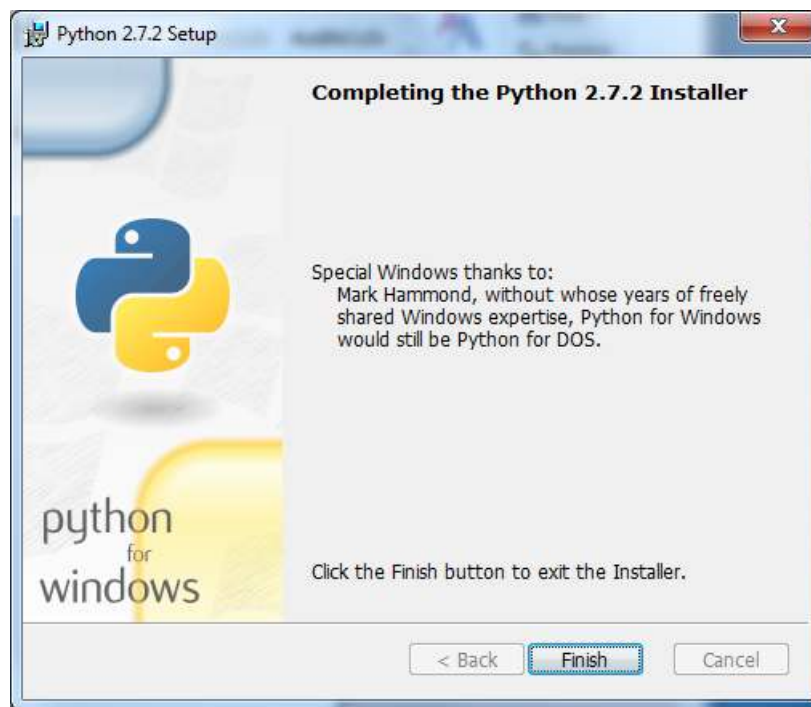 Python 2.7.2 Setup
Completing the Python 2.7.2 Installer
Special Windows thanks to:
Mark Hammond, without whose years of freely
shared Windows expertise, Python for Windows
would still be Python for DOS.
python
for
windows
Click the Finish button to exit the Installer.
< Back
Finish
Cancel